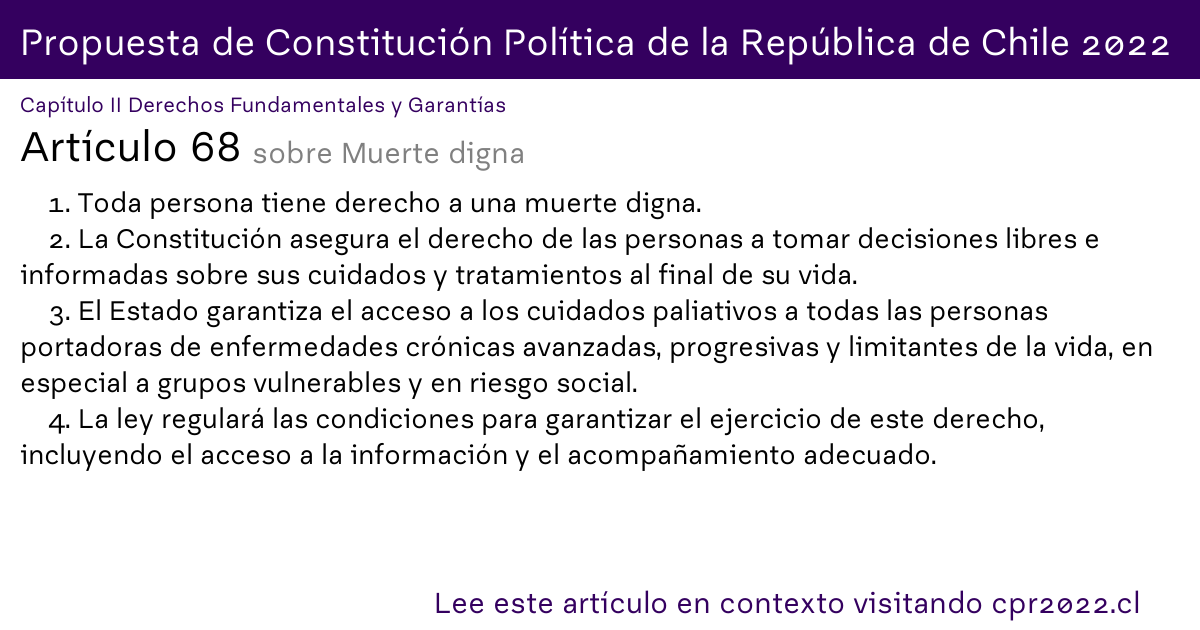 Propuesta de Constitución Política de la República de Chile 2022
Capítulo II Derechos Fundamentales y Garantías
Artículo 68 sobre Muerte digna
1. Toda persona tiene derecho a una muerte digna.
2. La Constitución asegura el derecho de las personas a tomar decisiones libres e
informadas sobre sus cuidados y tratamientos al final de su vida.
3. El Estado garantiza el acceso a los cuidados paliativos a todas las personas
portadoras de enfermedades crónicas avanzadas, progresivas y limitantes de la vida, en
especial a grupos vulnerables y en riesgo social.
4. La ley regulará las condiciones para garantizar el ejercicio de este derecho,
incluyendo el acceso a la información y el acompañamiento adecuado.
Lee este artículo en contexto visitando cpr2022.cl